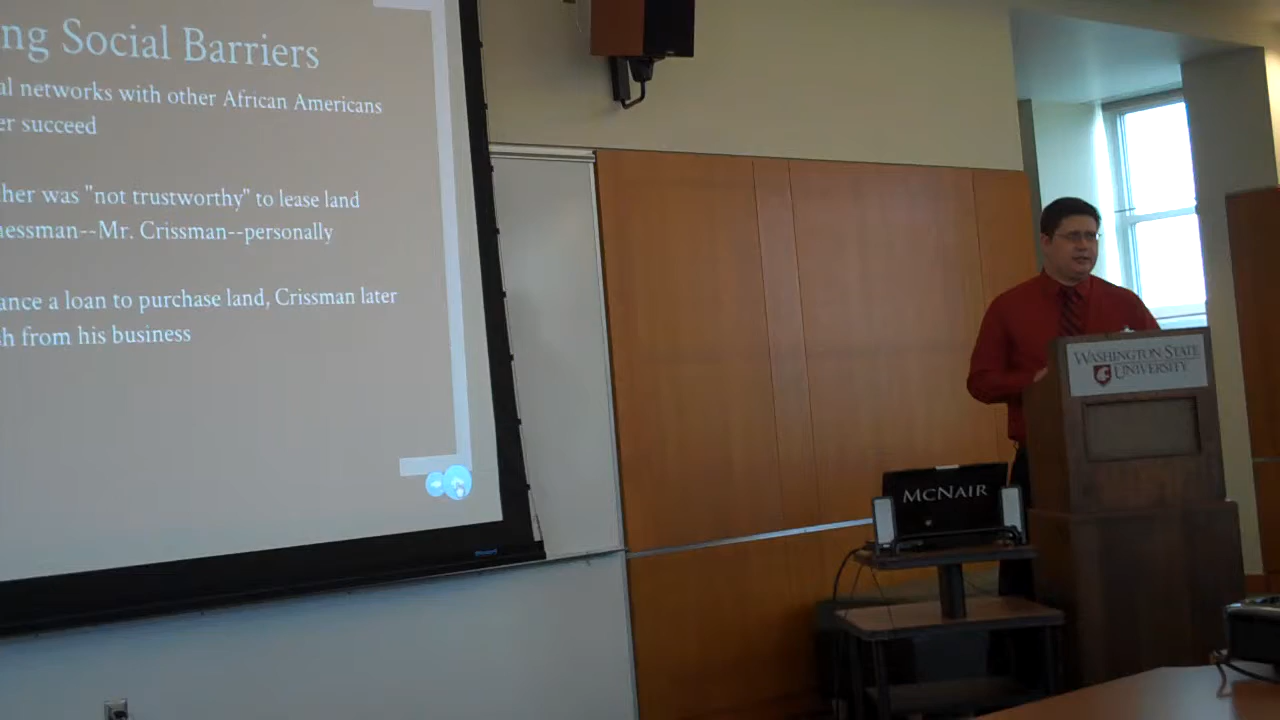 ng Social Barriers
al networks with other African Americans
er succeed
her was "not trustworthy" to lease land
nessman--Mr. Crissman--personally
ance a loan to purchase land, Crissman later
h from his business
WASHINGTON STATE
UNIVERSITY
MCNAIR